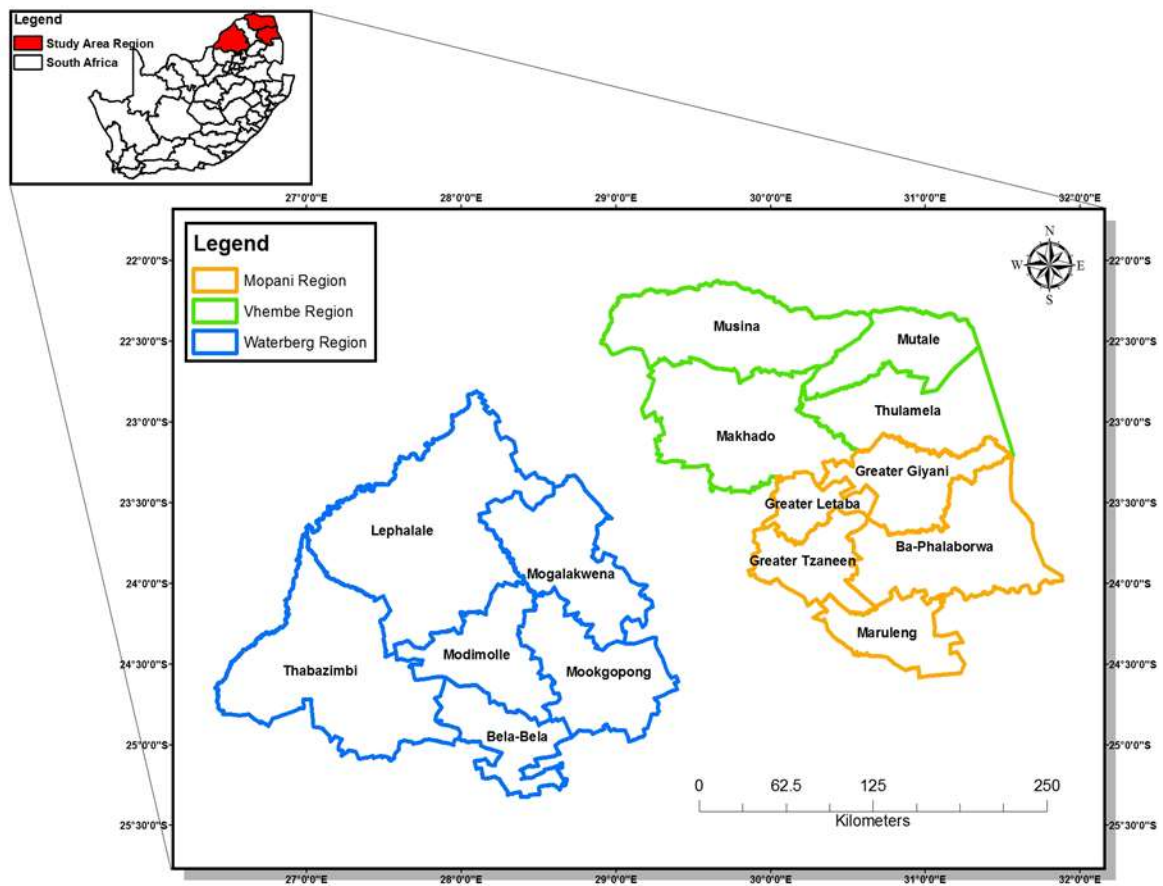 Legend
Study Area Region
South Africa
27°0'0"E 28°0'0"E 29°0'0"E 30°0'0"E 31°0'0"E 32°0'0"E
Legend
Mopani Region
Vhembe Region
Waterberg Region
N
W E
S
22°0'0"S 22°0'0"S
22°30'0"S 22°30'0"S
23°0'0"S 23°0'0"S
23°30'0"S 23°30'0"S
24°0'0"S 24°0'0"S
24°30'0"S 24°30'0"S
25°0'0"S 25°0'0"S
25°30'0"S 25°30'0"S
Musina
Mutale
Thulamela
Makhado
Greater Giyani
Greater Letaba
Ba-Phalaborwa
Greater Tzaneen
Maruleng
Lephalale
Mogalakwena
Modimolle
Mookgopong
Thabazimbi
Bela-Bela
0 62.5 125 250
Kilometers
27°0'0"E 28°0'0"E 29°0'0"E 30°0'0"E 31°0'0"E 32°0'0"E